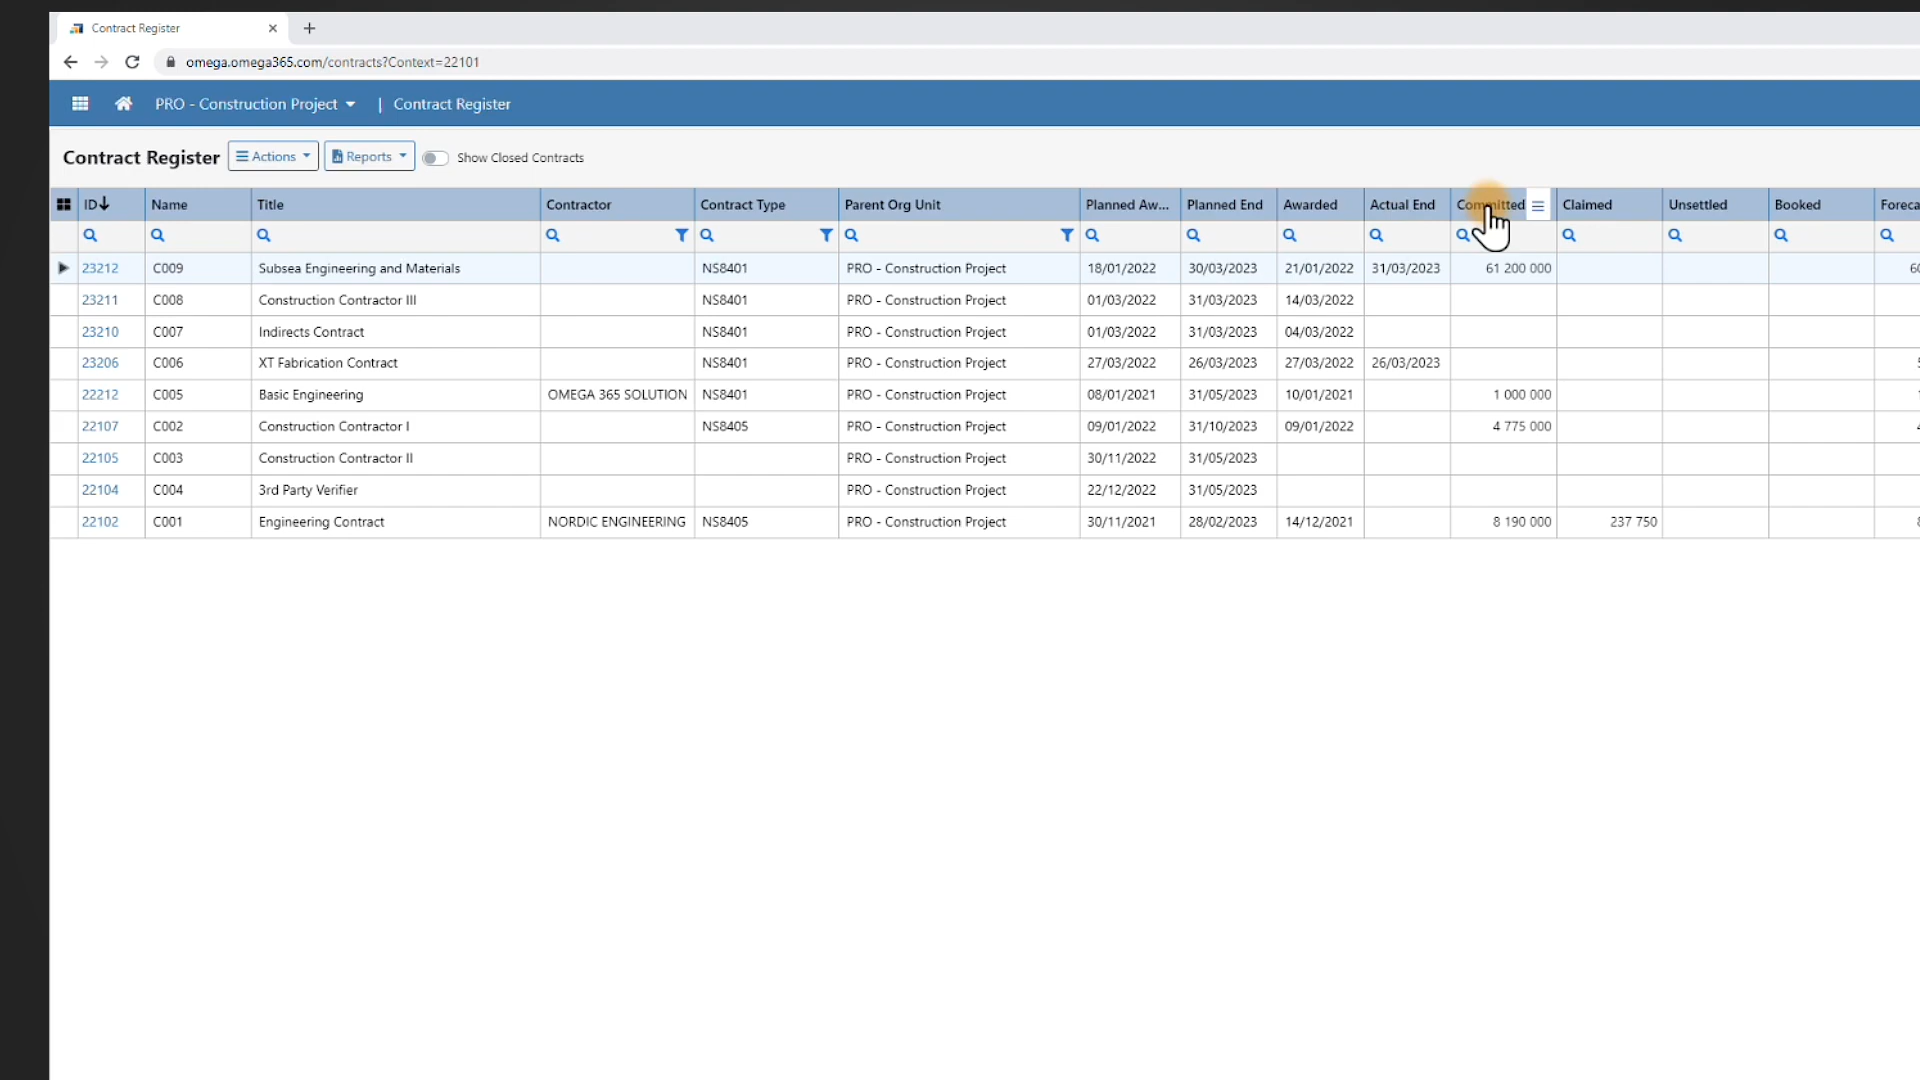 Contract Register
omega.omega365.com/contracts?Context=22101
PRO - Construction Project | Contract Register
Contract Register Actions Reports Show Closed Contracts
ID Name Title Contractor Contract Type Parent Org Unit Planned Aw... Planned End Awarded Actual End Committed Claimed Unsettled Booked Foreca
23212 C009 Subsea Engineering and Materials NS8401 PRO - Construction Project 18/01/2022 30/03/2023 21/01/2022 31/03/2023 61 200 000
23211 C008 Construction Contractor III NS8401 PRO - Construction Project 01/03/2022 31/03/2023 14/03/2022
23210 C007 Indirects Contract NS8401 PRO - Construction Project 01/03/2022 31/03/2023 04/03/2022
23206 C006 XT Fabrication Contract NS8401 PRO - Construction Project 27/03/2022 26/03/2023 27/03/2022 26/03/2023
22212 C005 Basic Engineering OMEGA 365 SOLUTION NS8401 PRO - Construction Project 08/01/2021 31/05/2023 10/01/2021 1 000 000
22107 C002 Construction Contractor I NS8405 PRO - Construction Project 09/01/2022 31/10/2023 09/01/2022 4 775 000
22105 C003 Construction Contractor II PRO - Construction Project 30/11/2022 31/05/2023
22104 C004 3rd Party Verifier PRO - Construction Project 22/12/2022 31/05/2023
22102 C001 Engineering Contract NORDIC ENGINEERING NS8405 PRO - Construction Project 30/11/2021 28/02/2023 14/12/2021 8 190 000 237 750